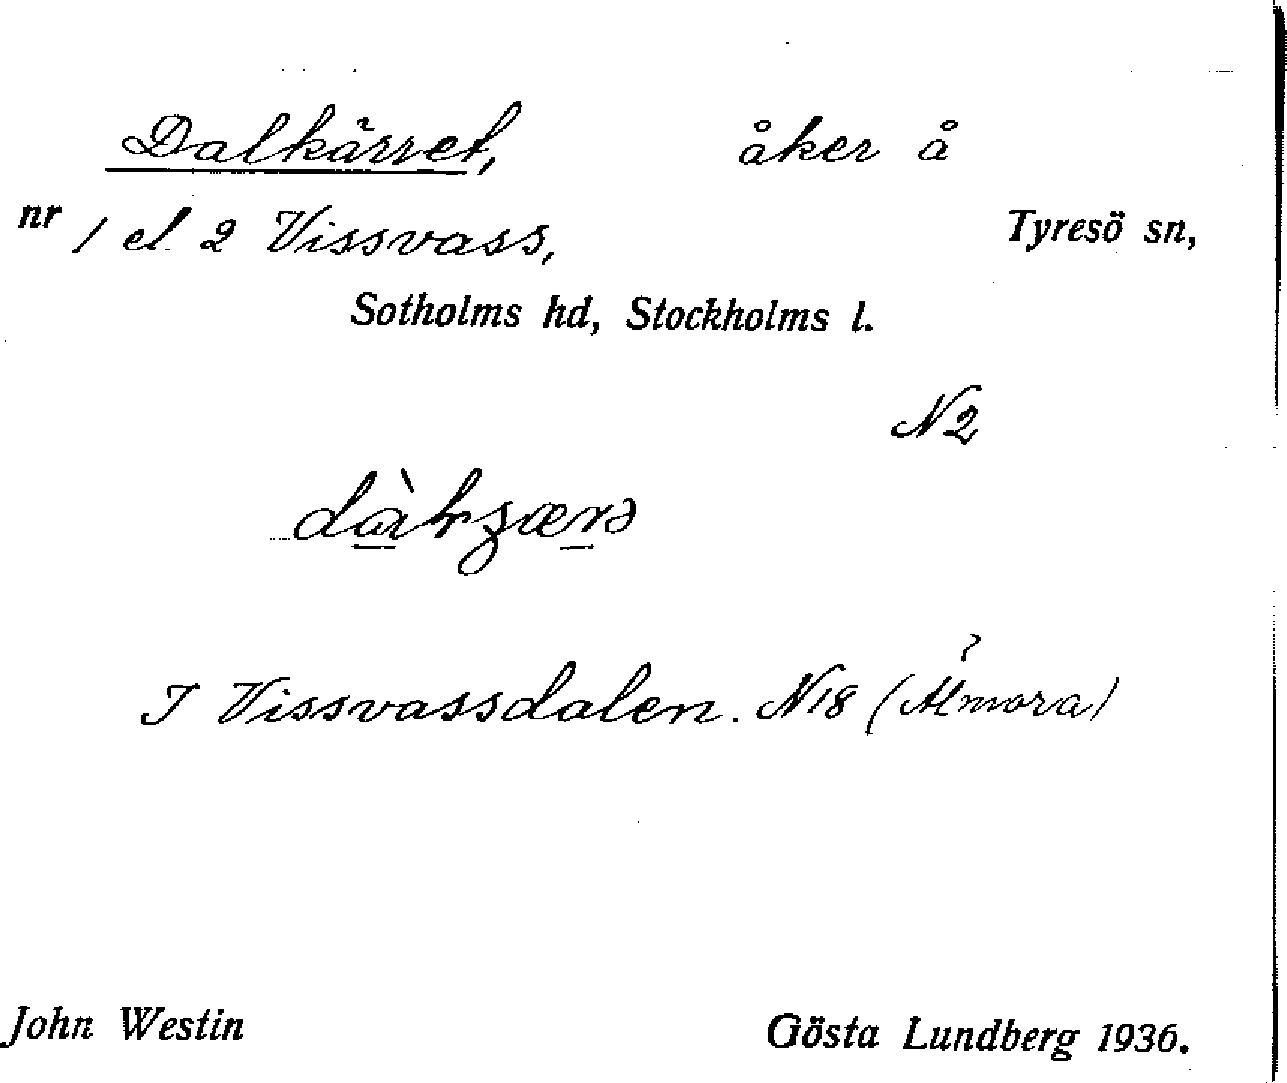 Dalkärret, åker å
nr 1 el. 2 Vissvass, Tyresö sn,
Sotholms hd, Stockholms l.
N2
I Vissvassdalen. N18 (Älmora)
?
John Westin Gösta Lundberg 1936.